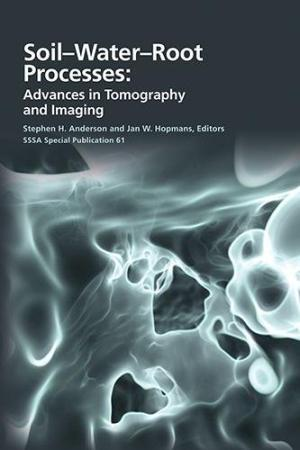 Soil–Water–Root
Processes:
Advances in Tomography
and Imaging
Stephen H. Anderson and Jan W. Hopmans, Editors
SSSA Special Publication 61